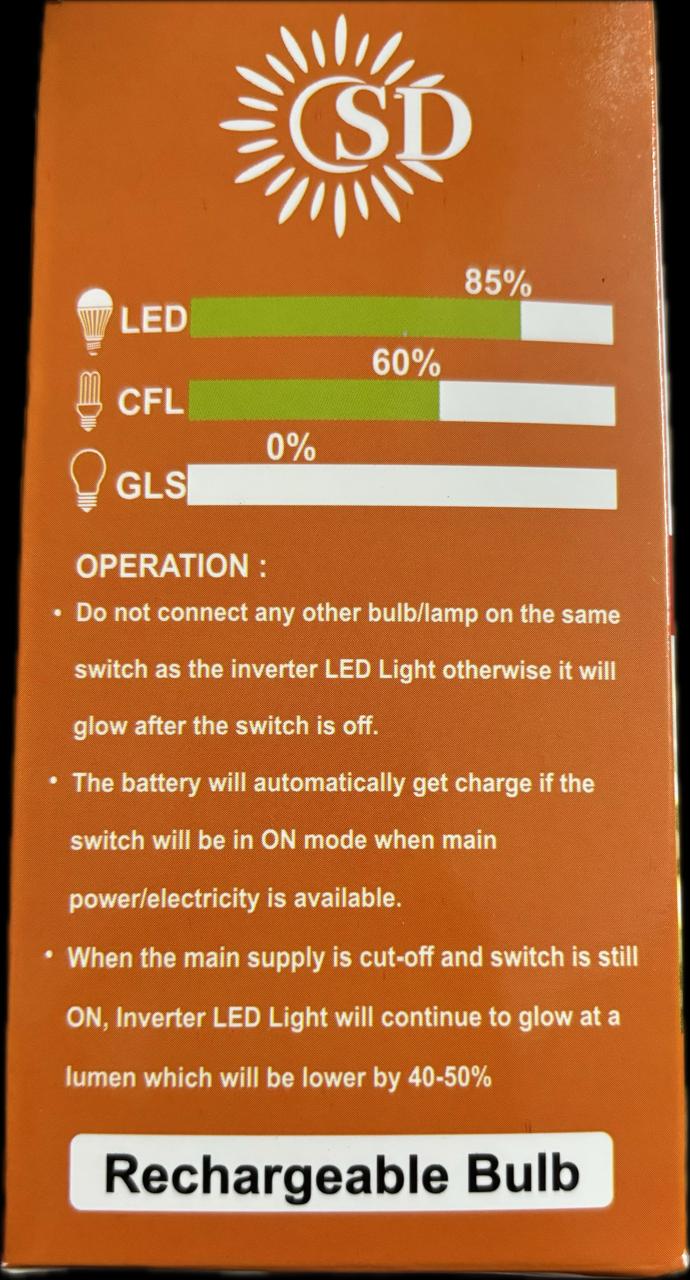 CSD
85%
LED
60%
CFL
0%
GLS
OPERATION :
• Do not connect any other bulb/lamp on the same
switch as the inverter LED Light otherwise it will
glow after the switch is off.
• The battery will automatically get charge if the
switch will be in ON mode when main
power/electricity is available.
• When the main supply is cut-off and switch is still
ON, Inverter LED Light will continue to glow at a
lumen which will be lower by 40-50%
Rechargeable Bulb